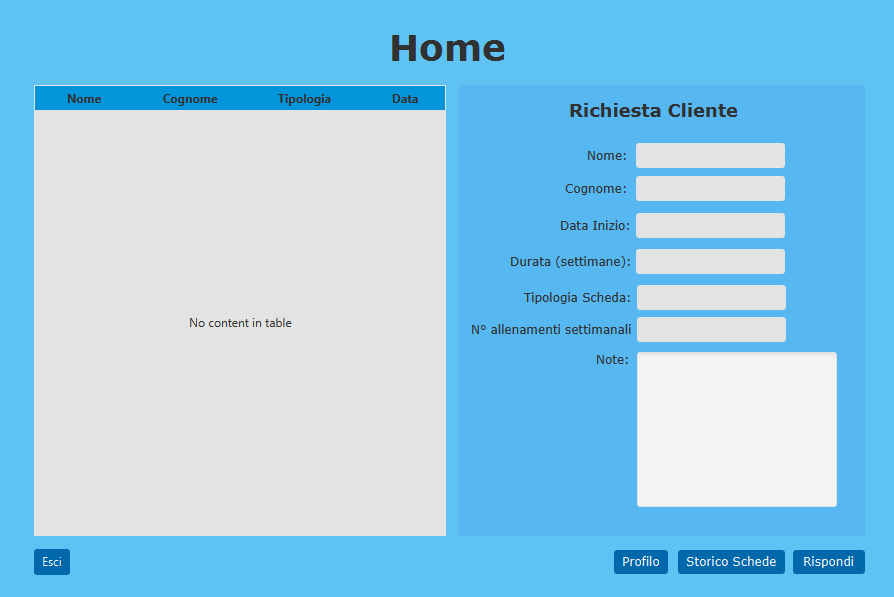 Home
Nome Cognome Tipologia Data
No content in table
Richiesta Cliente
Nome:
Cognome:
Data Inizio:
Durata (settimane):
Tipologia Scheda:
N° allenamenti settimanali
Note:
Esci
Profilo Storico Schede Rispondi